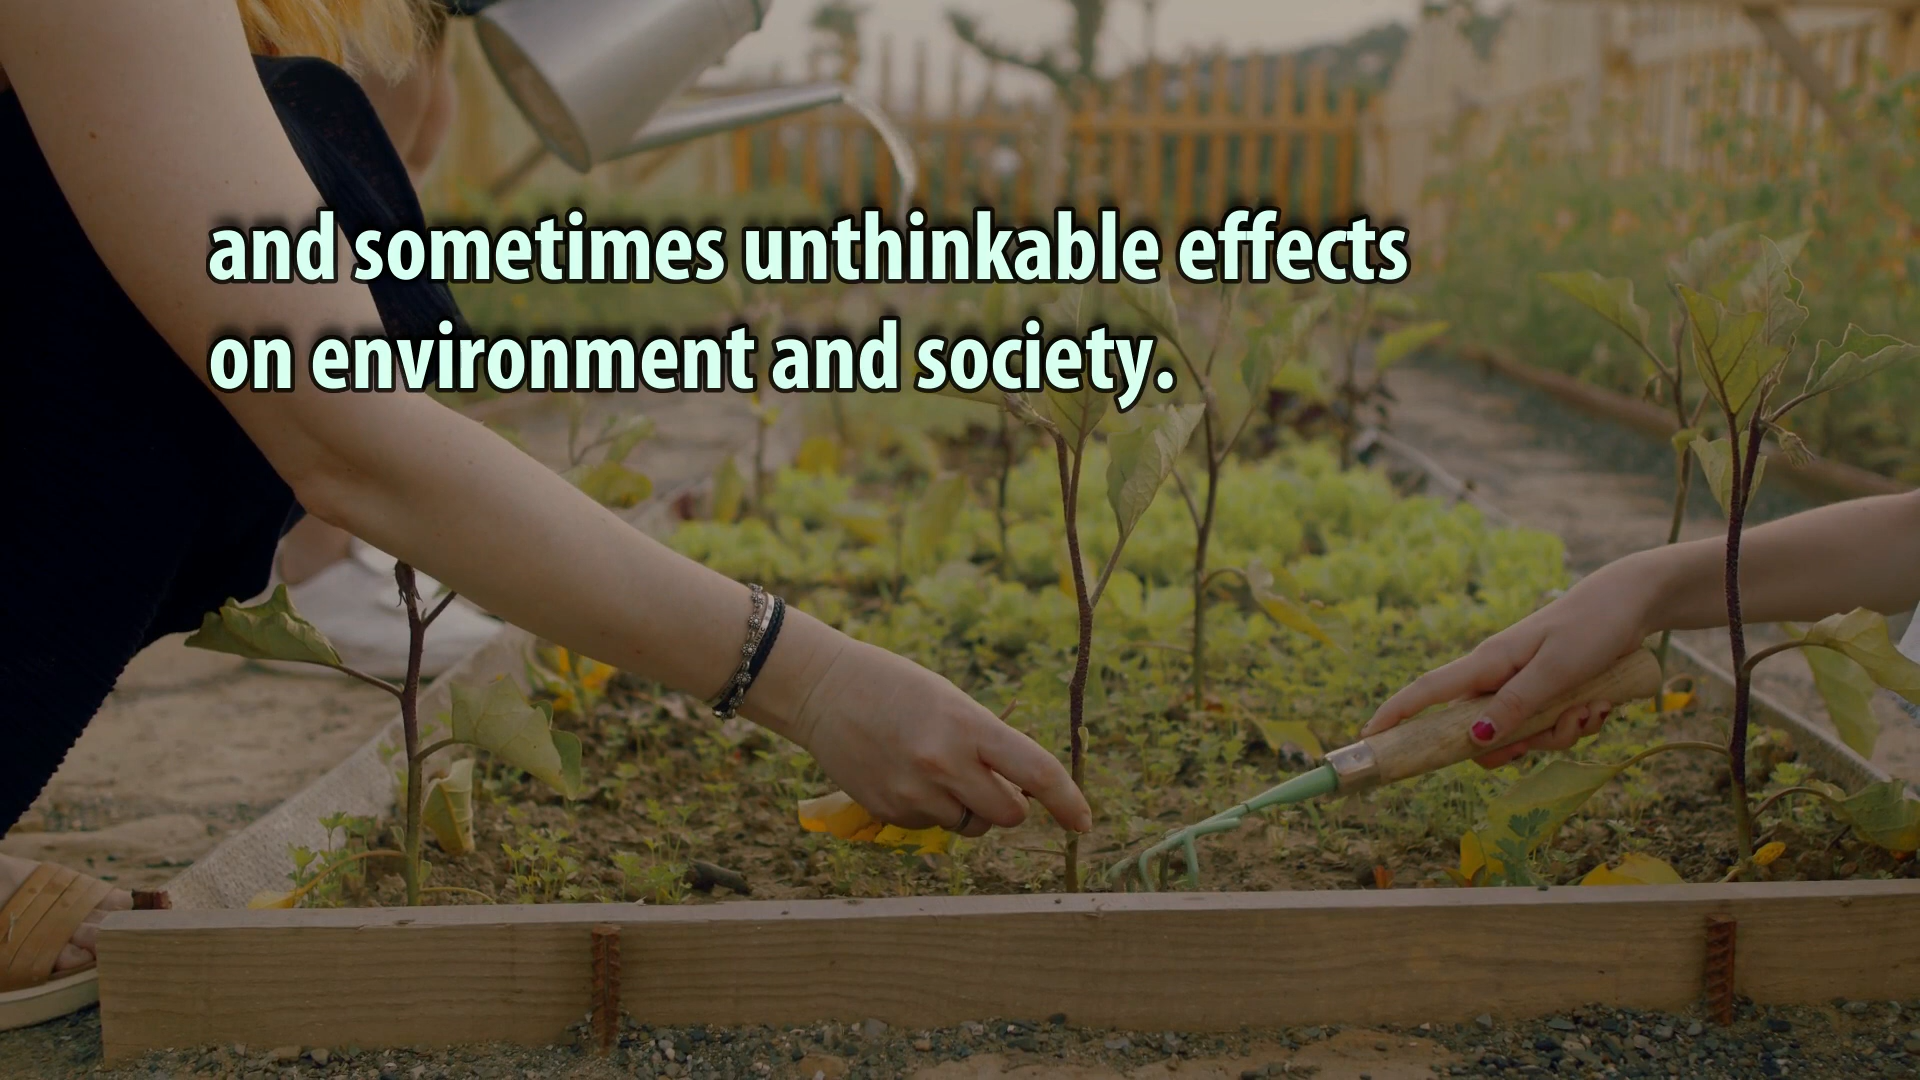 and sometimes unthinkable effects
on environment and society.